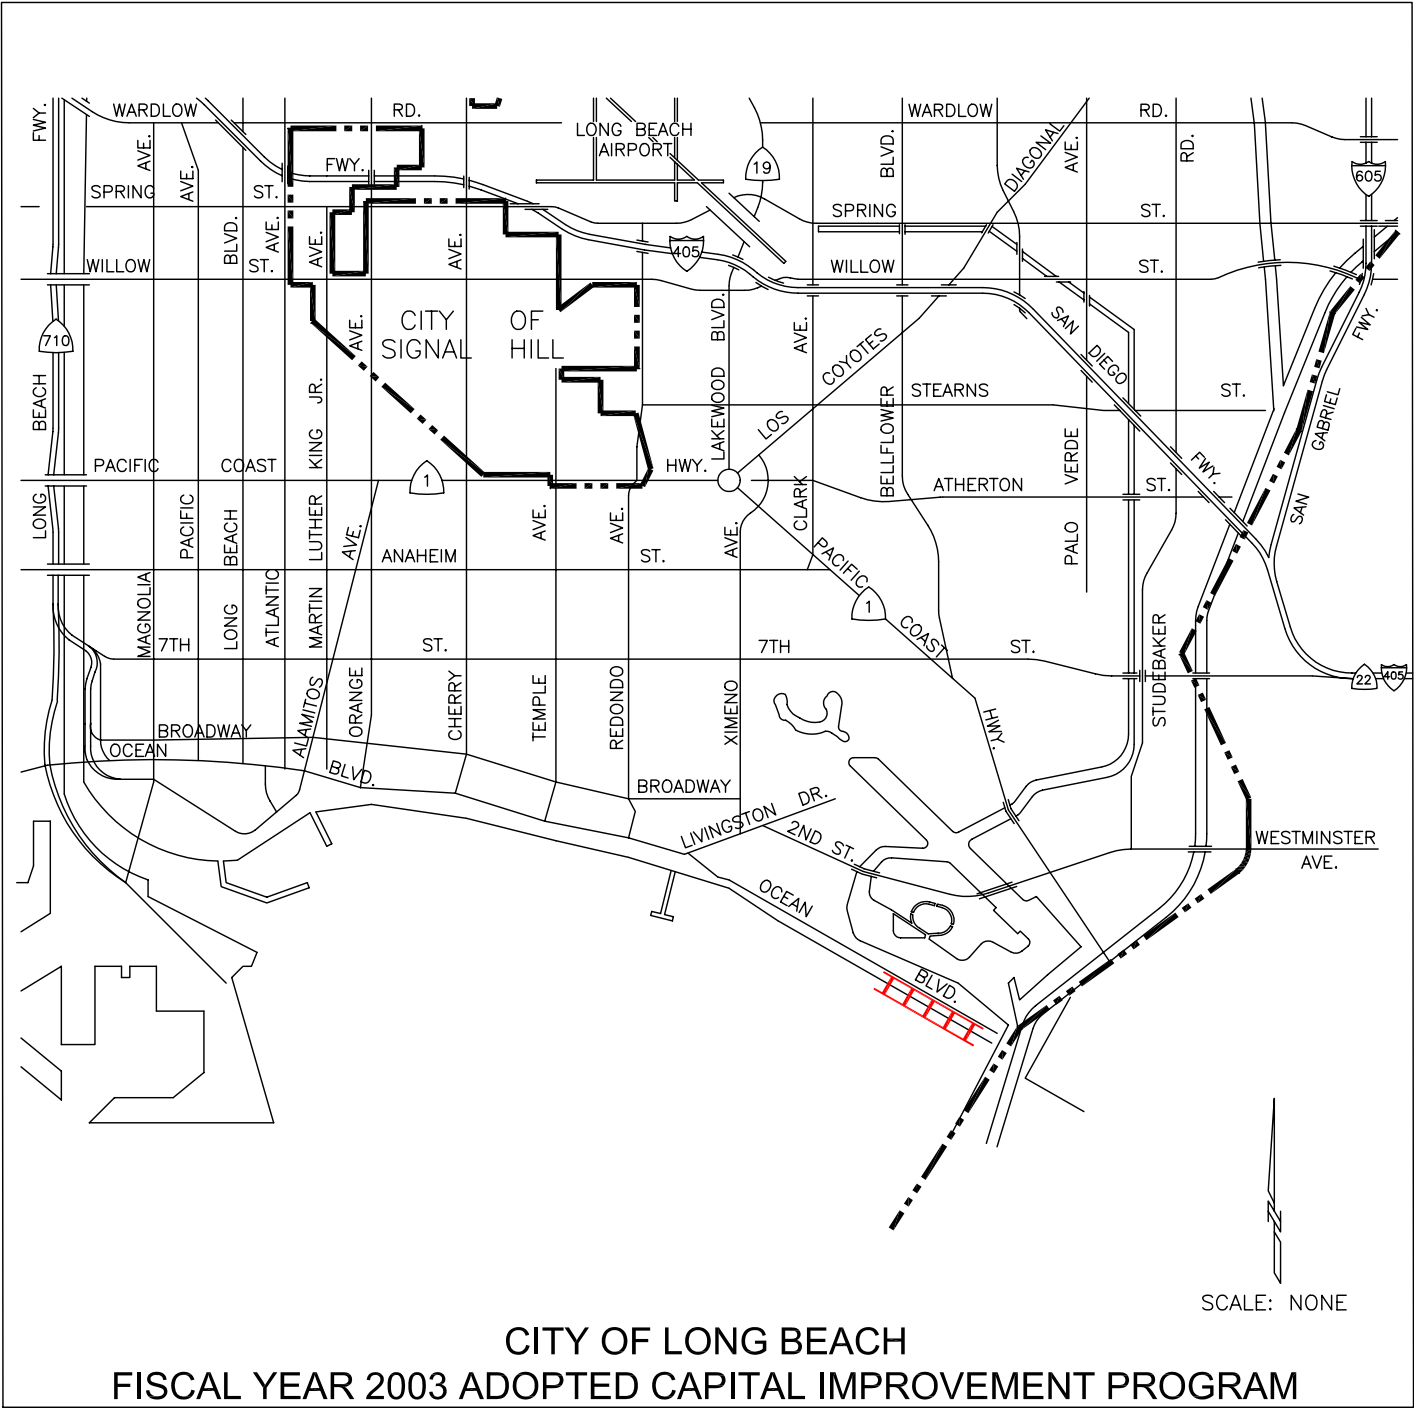 WARDLOW
RD.
WARDLOW
RD.
FWY.
AVE.
AVE.
LONG BEACH
AIRPORT
19
BLVD.
DIAGONAL
AVE.
RD.
605
FWY.
SPRING
ST.
SPRING
ST.
BLVD.
AVE.
AVE.
AVE.
405
WILLOW
ST.
WILLOW
ST.
710
CITY OF
SIGNAL HILL
AVE.
BLVD.
AVE.
SAN DIEGO
FWY.
FWY.
BEACH
JR.
LAKEWOOD
COYOTES
STEARNS
ST.
LOS
BELLFLOWER
GABRIEL
PACIFIC
COAST
KING
1
HWY.
VERDE
LONG
PACIFIC
BEACH
LUTHER
AVE.
AVE.
AVE.
AVE.
CLARK
ATHERTON
ST.
SAN
ANAHEIM
ST.
PALO
PACIFIC
1
COAST
HWY.
MAGNOLIA
LONG
ATLANTIC
MARTIN
7TH
ST.
7TH
ST.
STUDEBAKER
22
405
ALAMITOS
ORANGE
CHERRY
TEMPLE
REDONDO
XIMENO
BROADWAY
OCEAN
BLVD.
BROADWAY
LIVINGSTON DR.
2ND ST.
WESTMINSTER
AVE.
OCEAN
BLVD.
SCALE: NONE
CITY OF LONG BEACH
FISCAL YEAR 2003 ADOPTED CAPITAL IMPROVEMENT PROGRAM